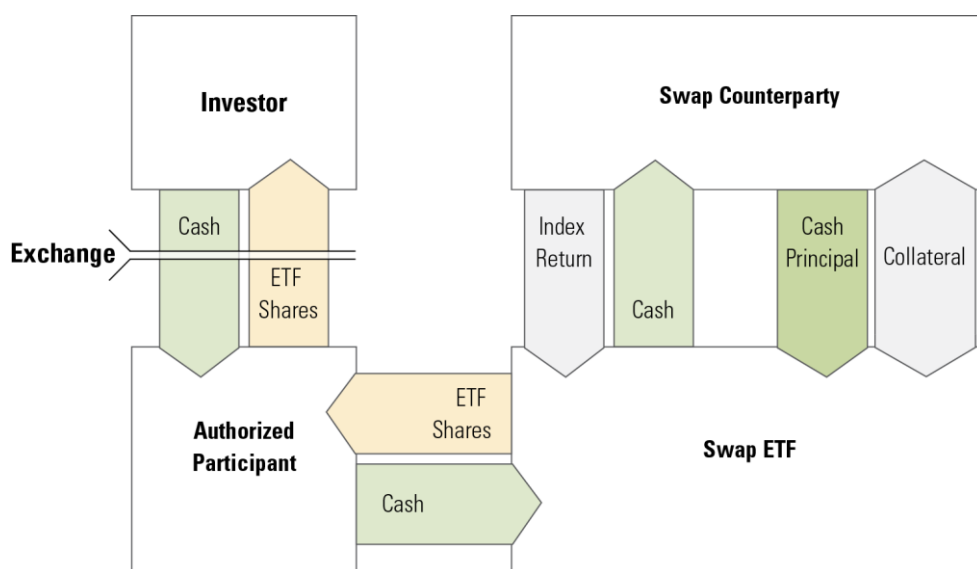 Investor
Swap Counterparty
Cash
Index
Return
Cash
Principal
Collateral
Exchange
ETF
Shares
Cash
ETF
Shares
Authorized
Participant
Swap ETF
Cash